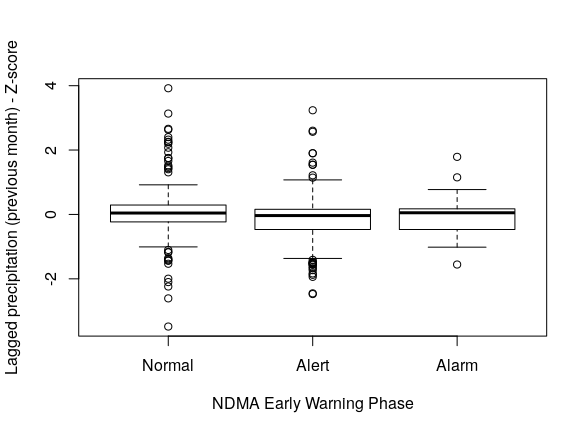 Lagged precipitation (previous month) - Z-score
4
2
0
-2
Normal Alert Alarm
NDMA Early Warning Phase